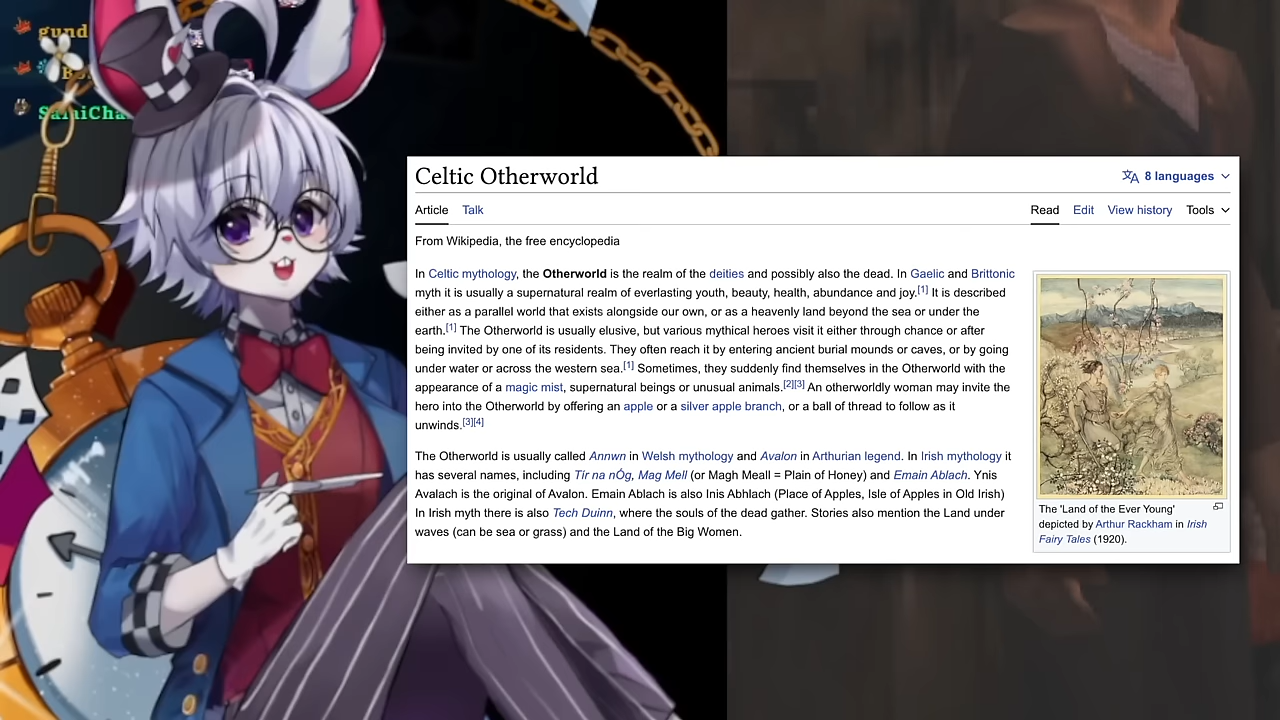 gund
SamiCha
Celtic Otherworld
8 languages
Article Talk
Read Edit View history Tools
From Wikipedia, the free encyclopedia
In Celtic mythology, the Otherworld is the realm of the deities and possibly also the dead. In Gaelic and Brittonic
myth it is usually a supernatural realm of everlasting youth, beauty, health, abundance and joy.[1] It is described
either as a parallel world that exists alongside our own, or as a heavenly land beyond the sea or under the
earth.[1] The Otherworld is usually elusive, but various mythical heroes visit it either through chance or after
being invited by one of its residents. They often reach it by entering ancient burial mounds or caves, or by going
under water or across the western sea.[1] Sometimes, they suddenly find themselves in the Otherworld with the
appearance of a magic mist, supernatural beings or unusual animals.[2][3] An otherworldly woman may invite the
hero into the Otherworld by offering an apple or a silver apple branch, or a ball of thread to follow as it
unwinds.[3][4]
The Otherworld is usually called Annwn in Welsh mythology and Avalon in Arthurian legend. In Irish mythology it
has several names, including Tír na nÓg, Mag Mell (or Magh Meall = Plain of Honey) and Emain Ablach. Ynis
Avalach is the original of Avalon. Emain Ablach is also Inis Abhlach (Place of Apples, Isle of Apples in Old Irish)
In Irish myth there is also Tech Duinn, where the souls of the dead gather. Stories also mention the Land under
waves (can be sea or grass) and the Land of the Big Women.
The 'Land of the Ever Young'
depicted by Arthur Rackham in Irish
Fairy Tales (1920).